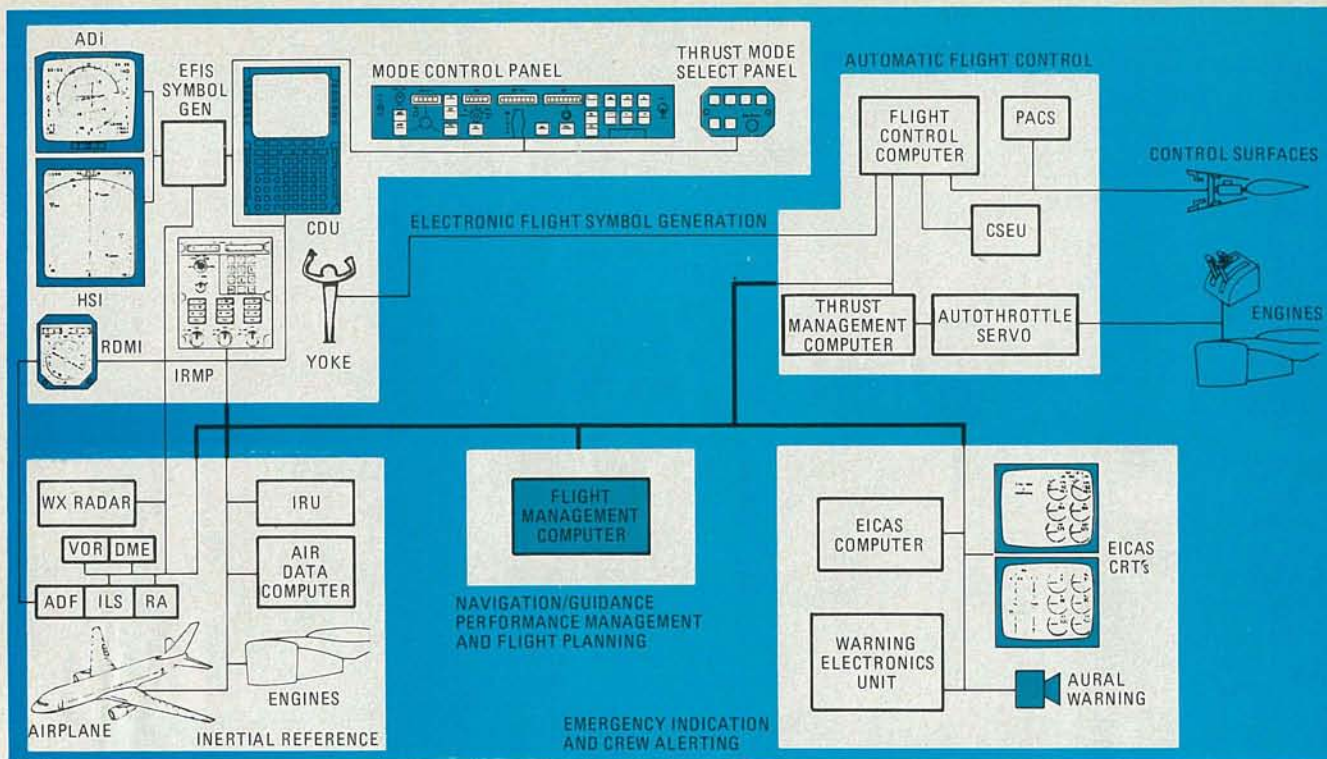 ADi
EFIS
SYMBOL
GEN
MODE CONTROL PANEL
THRUST MODE
SELECT PANEL
CDU
HSI
RDMI
IRMP
YOKE
ELECTRONIC FLIGHT SYMBOL GENERATION
AUTOMATIC FLIGHT CONTROL
FLIGHT
CONTROL
COMPUTER
PACS
CONTROL SURFACES
CSEU
THRUST
MANAGEMENT
COMPUTER
AUTOTHROTTLE
SERVO
ENGINES
WX RADAR
VOR DME
ADF ILS RA
IRU
AIR
DATA
COMPUTER
ENGINES
AIRPLANE
INERTIAL REFERENCE
FLIGHT
MANAGEMENT
COMPUTER
NAVIGATION/GUIDANCE
PERFORMANCE MANAGEMENT
AND FLIGHT PLANNING
EICAS
COMPUTER
EICAS
CRT's
WARNING
ELECTRONICS
UNIT
AURAL
WARNING
EMERGENCY INDICATION
AND CREW ALERTING